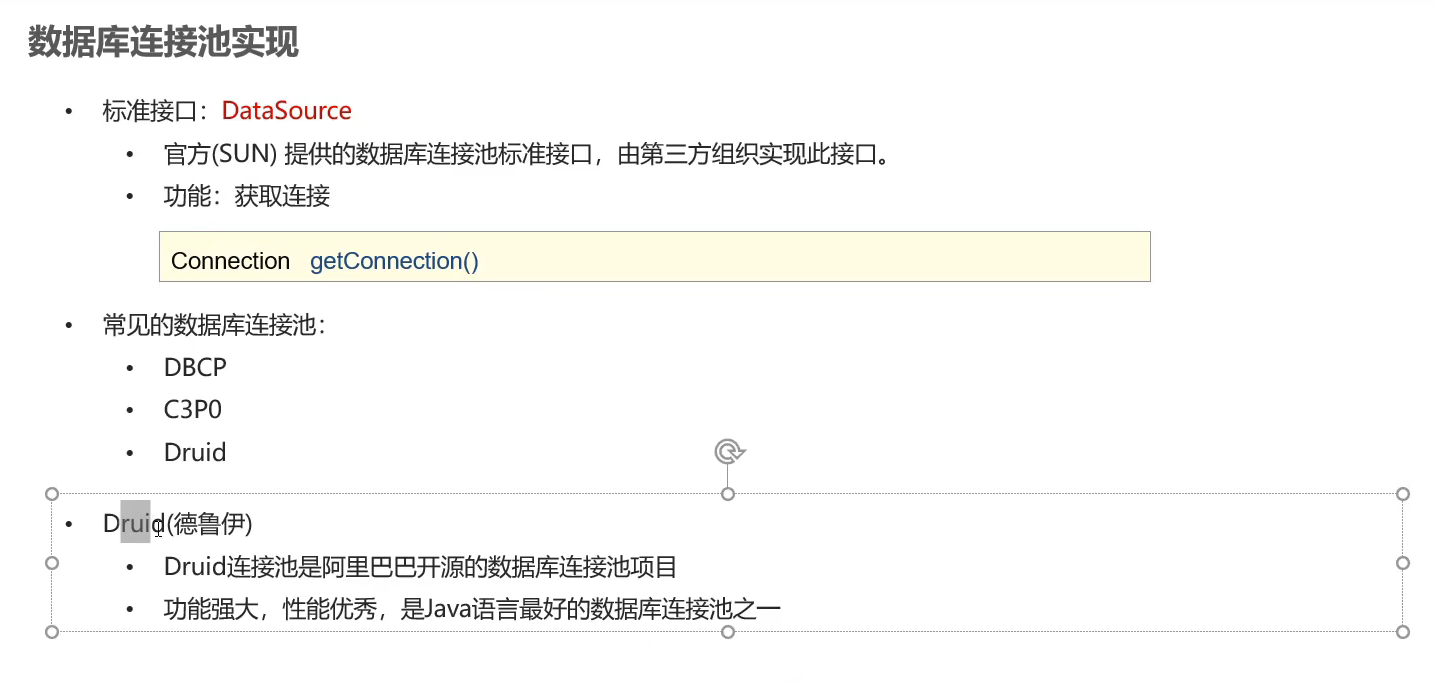 数据库连接池实现
• 标准接口：DataSource
• 官方(SUN) 提供的数据库连接池标准接口，由第三方组织实现此接口。
• 功能：获取连接
Connection getConnection()
• 常见的数据库连接池：
• DBCP
• C3P0
• Druid
• Druid(德鲁伊)
• Druid连接池是阿里巴巴开源的数据库连接池项目
• 功能强大，性能优秀，是Java语言最好的数据库连接池之一